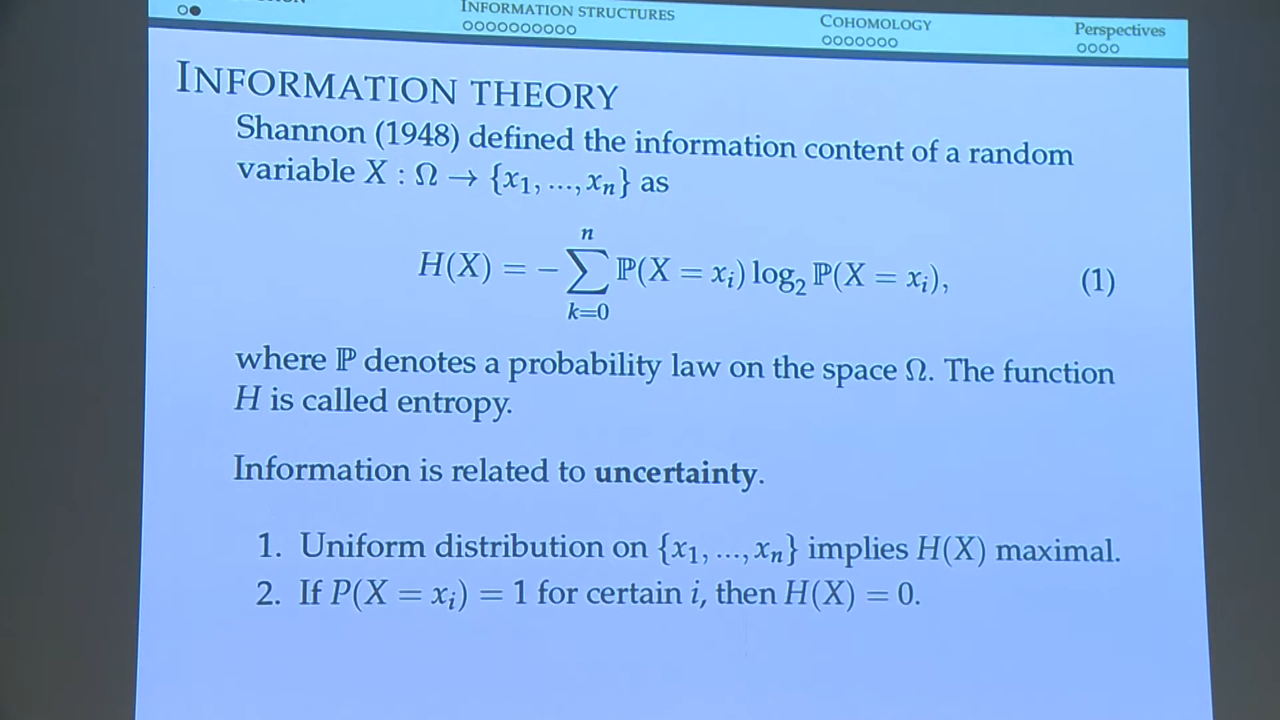 INFORMATION STRUCTURES
COHOMOLOGY
Perspectives
INFORMATION THEORY
Shannon (1948) defined the information content of a random
variable X : Ω → {x₁, ..., xₙ} as
H(X) = − ∑ₖ₌₀ⁿ ℙ(X = xᵢ) log₂ ℙ(X = xᵢ), (1)
where ℙ denotes a probability law on the space Ω. The function
H is called entropy.
Information is related to uncertainty.
1. Uniform distribution on {x₁, ..., xₙ} implies H(X) maximal.
2. If P(X = xᵢ) = 1 for certain i, then H(X) = 0.